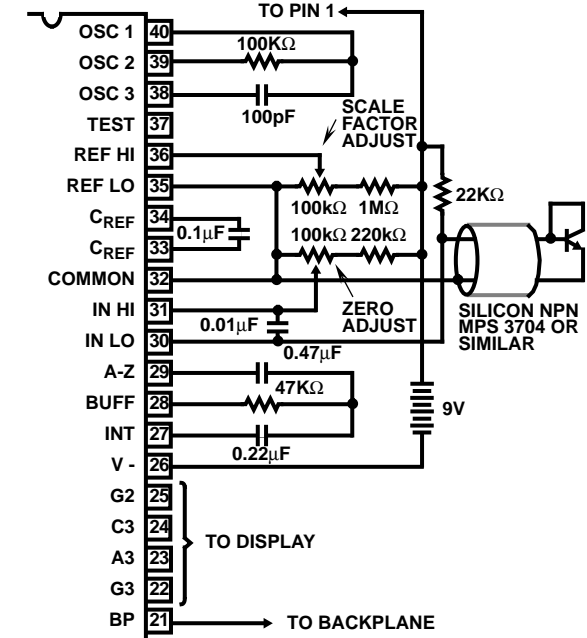 TO PIN 1
OSC 1 40
100KΩ
OSC 2 39
OSC 3 38
100pF
SCALE
FACTOR
ADJUST
TEST 37
REF HI 36
REF LO 35
100kΩ 1MΩ
22KΩ
CREF 34
0.1μF
100kΩ 220kΩ
CREF 33
COMMON 32
IN HI 31
ZERO
ADJUST
SILICON NPN
MPS 3704 OR
SIMILAR
0.01μF
IN LO 30
0.47μF
A-Z 29
47KΩ
BUFF 28
9V
INT 27
0.22μF
V - 26
G2 25
C3 24
TO DISPLAY
A3 23
G3 22
BP 21
TO BACKPLANE